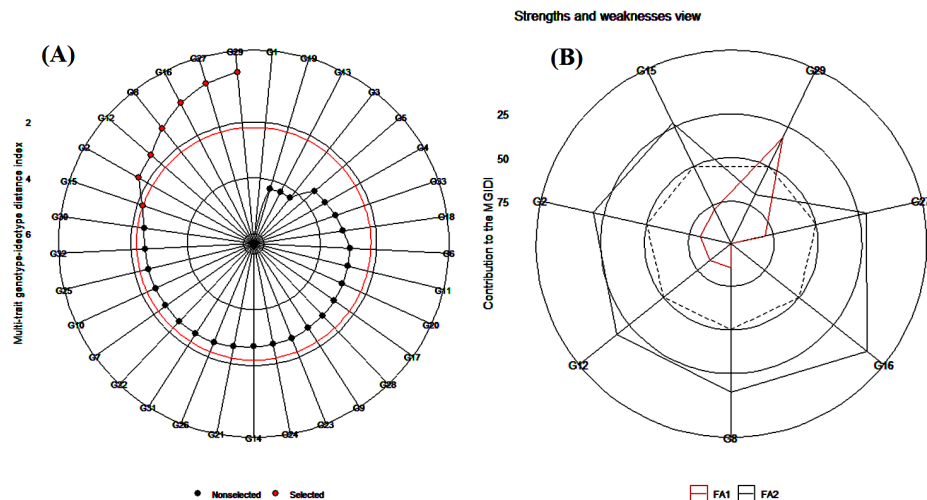 Strengths and weaknesses view
(A)
(B)
Multi-trait genotype-ideotype distance index
2
4
6
G29
G1
G19
G13
G3
G5
G4
G33
G18
G6
G11
G20
G17
G28
G9
G23
G24
G14
G21
G26
G31
G22
G7
G10
G25
G32
G30
G15
G2
G12
G8
G16
G27
Nonselected
Selected
Contribution to the MGIDI
25
50
75
G15
G29
G27
G16
G8
G12
G2
FA1
FA2